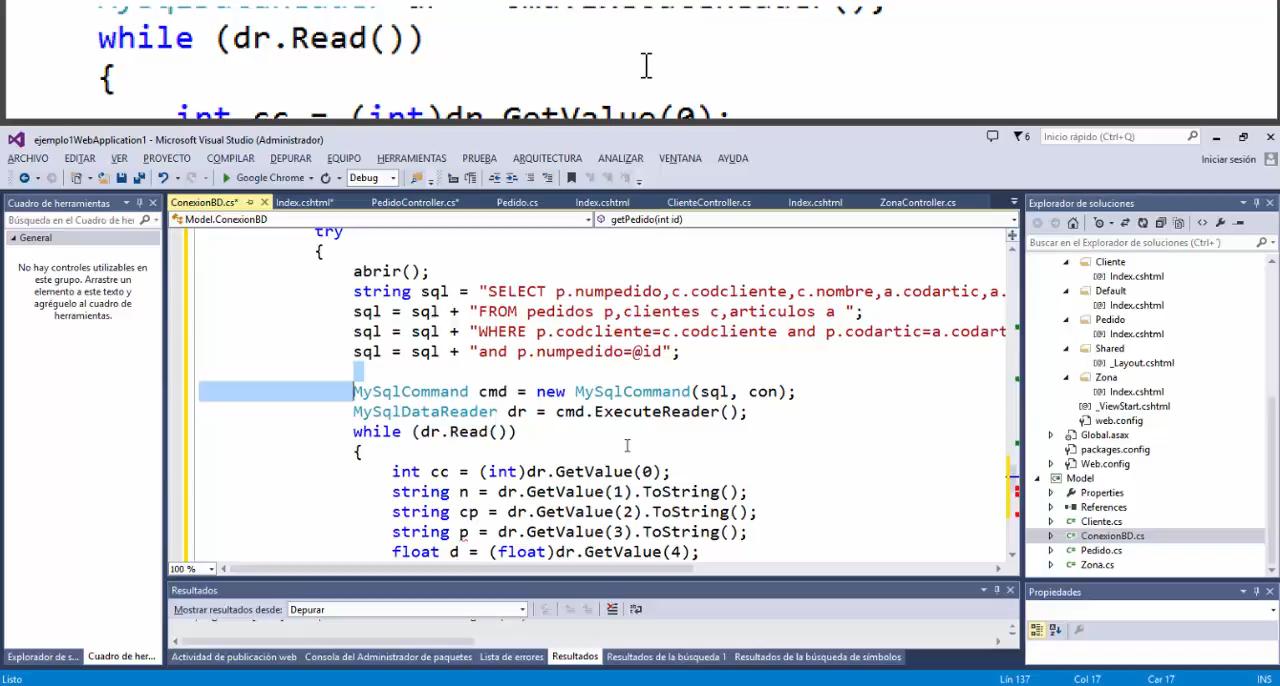 while (dr.Read())
{
int cc = (int)dr.GetValue(0);
ejemplo1WebApplication1 - Microsoft Visual Studio (Administrador)
6
Inicio rápido (Ctrl+Q)
ARCHIVO EDITAR VER PROYECTO COMPILAR DEPURAR EQUIPO HERRAMIENTAS PRUEBA ARQUITECTURA ANALIZAR VENTANA AYUDA
Iniciar sesión
Google Chrome
Debug
Cuadro de herramientas
Búsqueda en el Cuadro de her
General
No hay controles utilizables en
este grupo. Arrastre un
elemento a este texto y
agréguelo al cuadro de
herramientas.
ConexionBD.cs* Index.cshtml* PedidoController.cs* Pedido.cs Index.cshtml ClienteController.cs Index.cshtml ZonaController.cs
Model.ConexionBD
getPedido(int id)
try
{
abrir();
string sql = "SELECT p.numpedido,c.codcliente,c.nombre,a.codartic,a.
sql = sql + "FROM pedidos p,clientes c,articulos a ";
sql = sql + "WHERE p.codcliente=c.codcliente and p.codartic=a.codart
sql = sql + "and p.numpedido=@id";
MySqlCommand cmd = new MySqlCommand(sql, con);
MySqlDataReader dr = cmd.ExecuteReader();
while (dr.Read())
{
int cc = (int)dr.GetValue(0);
string n = dr.GetValue(1).ToString();
string cp = dr.GetValue(2).ToString();
string p = dr.GetValue(3).ToString();
float d = (float)dr.GetValue(4);
100 %
Explorador de soluciones
Buscar en el Explorador de soluciones (Ctrl+')
Cliente
Index.cshtml
Default
Index.cshtml
Pedido
Index.cshtml
Shared
_Layout.cshtml
Zona
Index.cshtml
_ViewStart.cshtml
web.config
Global.asax
packages.config
Web.config
Model
Properties
References
Cliente.cs
ConexionBD.cs
Pedido.cs
Zona.cs
Resultados
Mostrar resultados desde: Depurar
Propiedades
Explorador de s... Cuadro de her...
Actividad de publicación web Consola del Administrador de paquetes Lista de errores Resultados Resultados de la búsqueda 1 Resultados de la búsqueda de símbolos
Listo
Lín 137 Col 17 Car 17 INS